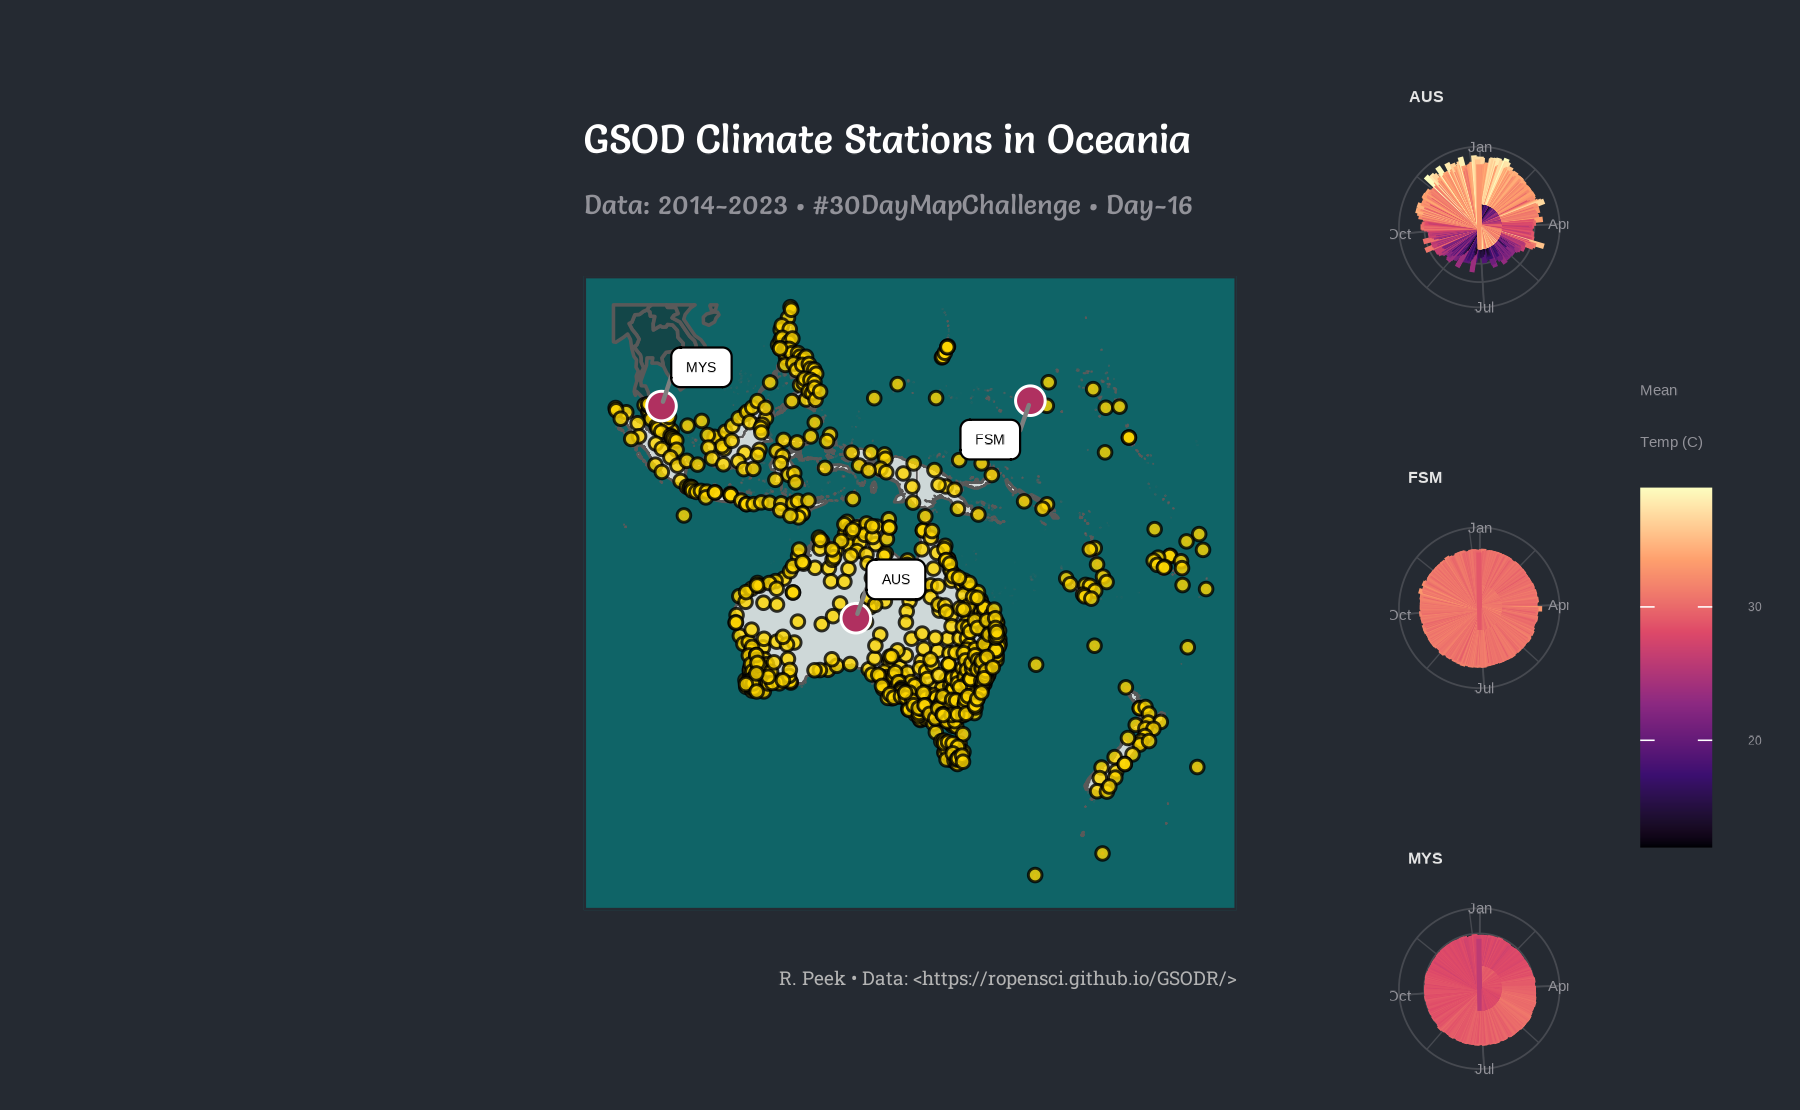 GSOD Climate Stations in Oceania
Data: 2014-2023 • #30DayMapChallenge • Day-16
MYS
FSM
AUS
R. Peek • Data: <https://ropensci.github.io/GSODR/>
AUS
Jan
Apr
Jul
Oct
FSM
Jan
Apr
Jul
Oct
MYS
Jan
Apr
Jul
Oct
Mean
Temp (C)
30
20